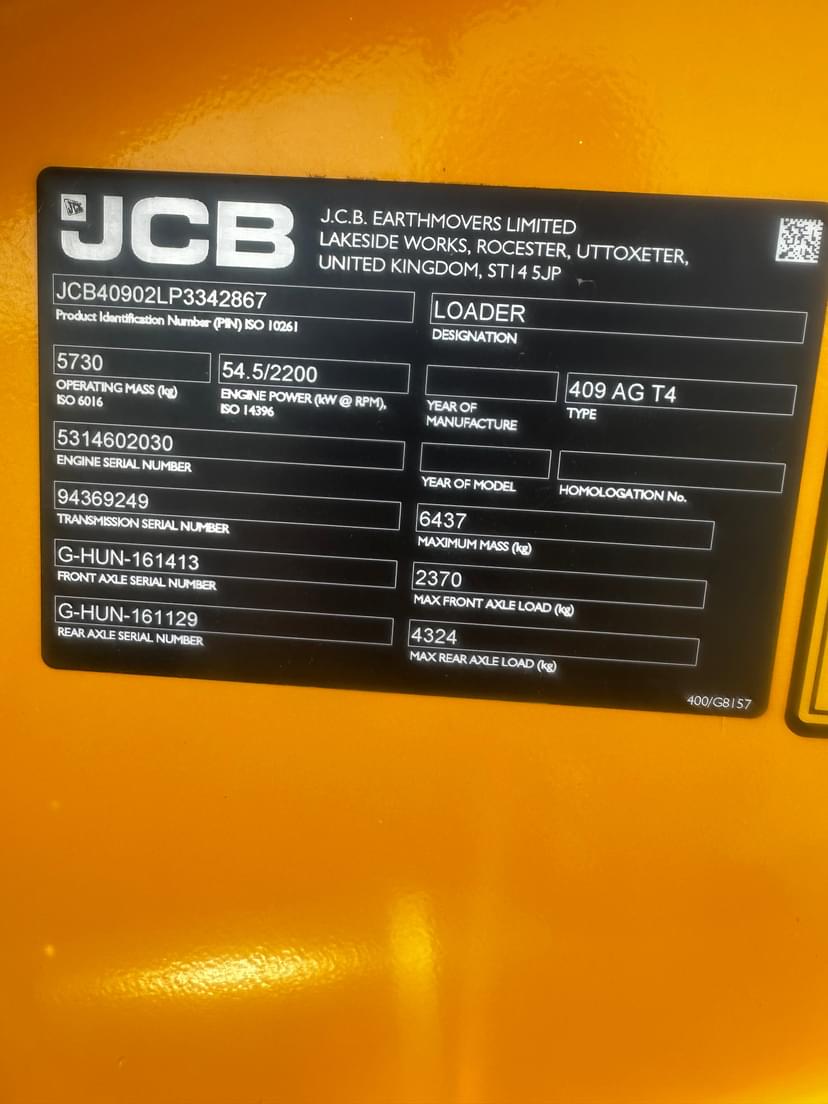 JCB
J.C.B. EARTHMOVERS LIMITED
LAKESIDE WORKS, ROCESTER, UTTOXETER,
UNITED KINGDOM, ST14 5JP
JCB40902LP3342867
Product Identification Number (PIN) ISO 10261
LOADER
DESIGNATION
5730
OPERATING MASS (kg)
ISO 6016
54.5/2200
ENGINE POWER (kW @ RPM),
ISO 14396
YEAR OF
MANUFACTURE
409 AG T4
TYPE
5314602030
ENGINE SERIAL NUMBER
YEAR OF MODEL
HOMOLOGATION No.
94369249
TRANSMISSION SERIAL NUMBER
6437
MAXIMUM MASS (kg)
G-HUN-161413
FRONT AXLE SERIAL NUMBER
2370
MAX FRONT AXLE LOAD (kg)
G-HUN-161129
REAR AXLE SERIAL NUMBER
4324
MAX REAR AXLE LOAD (kg)
400/G8157